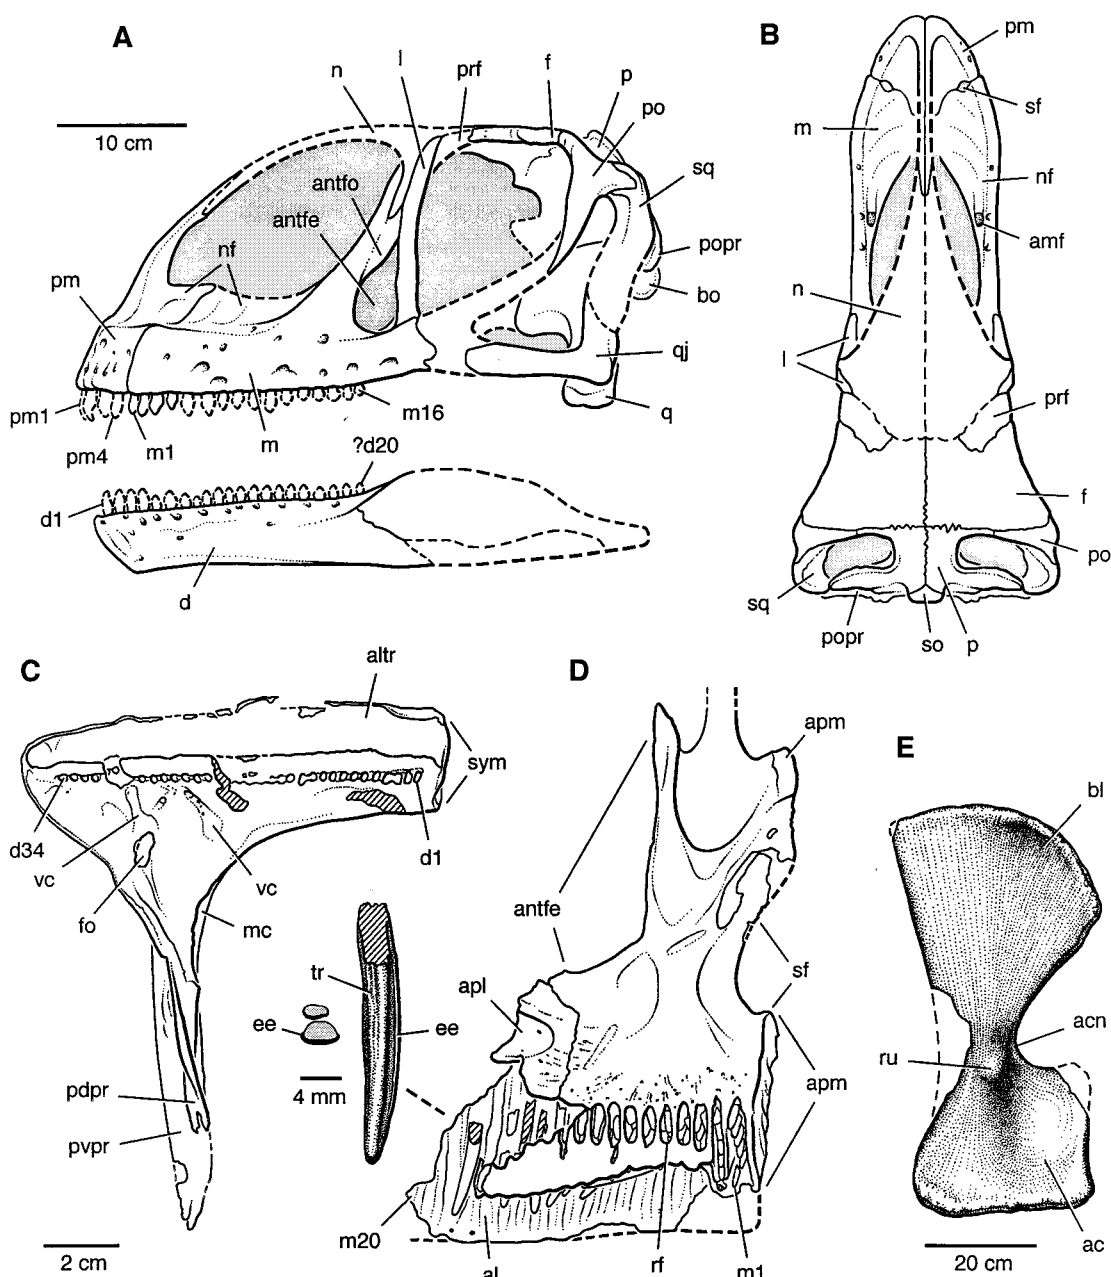 A
10 cm
n
l
prf
f
p
po
sq
popr
bo
qj
q
antfo
antfe
nf
pm
pm1
pm4
m1
m
m16
?d20
d1
d
B
pm
sf
m
nf
amf
n
l
prf
f
po
sq
popr
so
p
C
altr
sym
d34
vc
fo
vc
mc
d1
pdpr
pvpr
2 cm
tr
ee
ee
4 mm
D
apm
antfe
apl
sf
apm
m20
al
rf
m1
E
bl
acn
ru
ac
20 cm